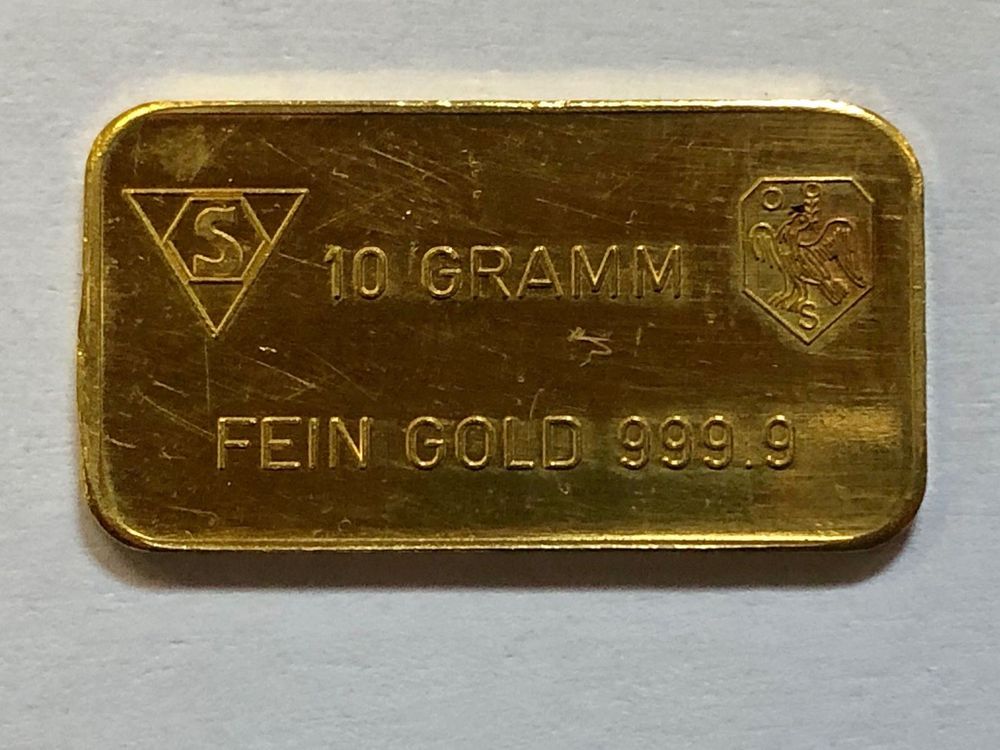 S
10 GRAMM
O S
FEIN GOLD 999.9